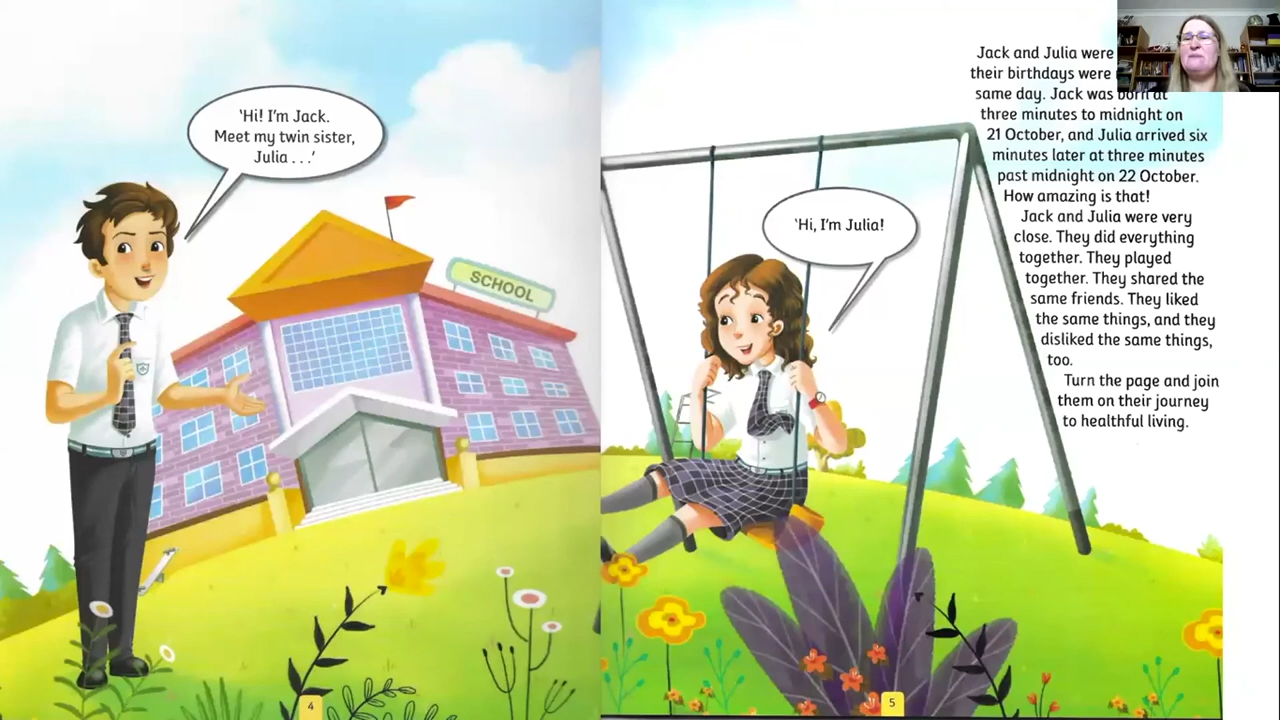 ‘Hi! I’m Jack.
Meet my twin sister,
Julia . . .’
SCHOOL
4
‘Hi, I’m Julia!
Jack and Julia were
their birthdays were
same day. Jack was born at
three minutes to midnight on
21 October, and Julia arrived six
minutes later at three minutes
past midnight on 22 October.
How amazing is that!
Jack and Julia were very
close. They did everything
together. They played
together. They shared the
same friends. They liked
the same things, and they
disliked the same things,
too.
Turn the page and join
them on their journey
to healthful living.
5